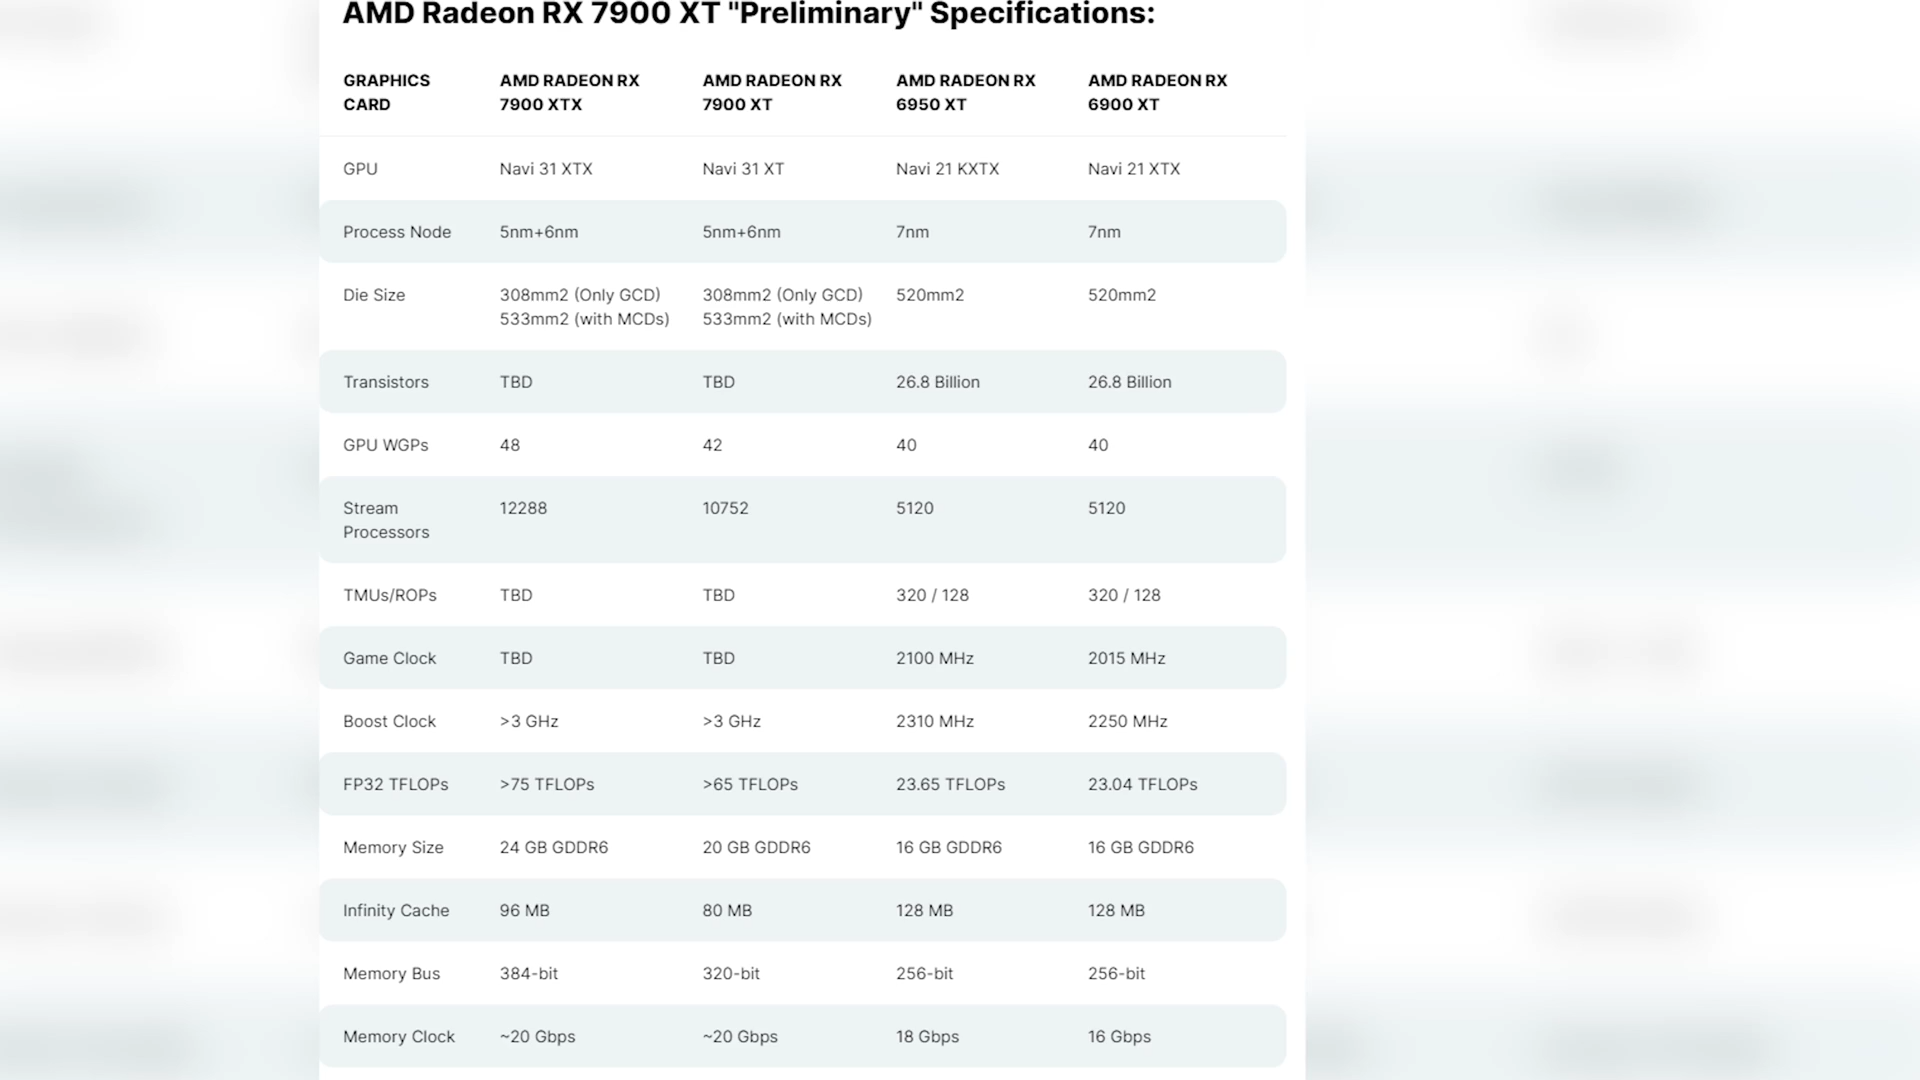 AMD Radeon RX 7900 XT "Preliminary" Specifications:
GRAPHICS CARD AMD RADEON RX 7900 XTX AMD RADEON RX 7900 XT AMD RADEON RX 6950 XT AMD RADEON RX 6900 XT
GPU Navi 31 XTX Navi 31 XT Navi 21 KXTX Navi 21 XTX
Process Node 5nm+6nm 5nm+6nm 7nm 7nm
Die Size 308mm2 (Only GCD) 308mm2 (Only GCD) 520mm2 520mm2
533mm2 (with MCDs) 533mm2 (with MCDs)
Transistors TBD TBD 26.8 Billion 26.8 Billion
GPU WGPs 48 42 40 40
Stream Processors 12288 10752 5120 5120
TMUs/ROPs TBD TBD 320 / 128 320 / 128
Game Clock TBD TBD 2100 MHz 2015 MHz
Boost Clock >3 GHz >3 GHz 2310 MHz 2250 MHz
FP32 TFLOPs >75 TFLOPs >65 TFLOPs 23.65 TFLOPs 23.04 TFLOPs
Memory Size 24 GB GDDR6 20 GB GDDR6 16 GB GDDR6 16 GB GDDR6
Infinity Cache 96 MB 80 MB 128 MB 128 MB
Memory Bus 384-bit 320-bit 256-bit 256-bit
Memory Clock ~20 Gbps ~20 Gbps 18 Gbps 16 Gbps